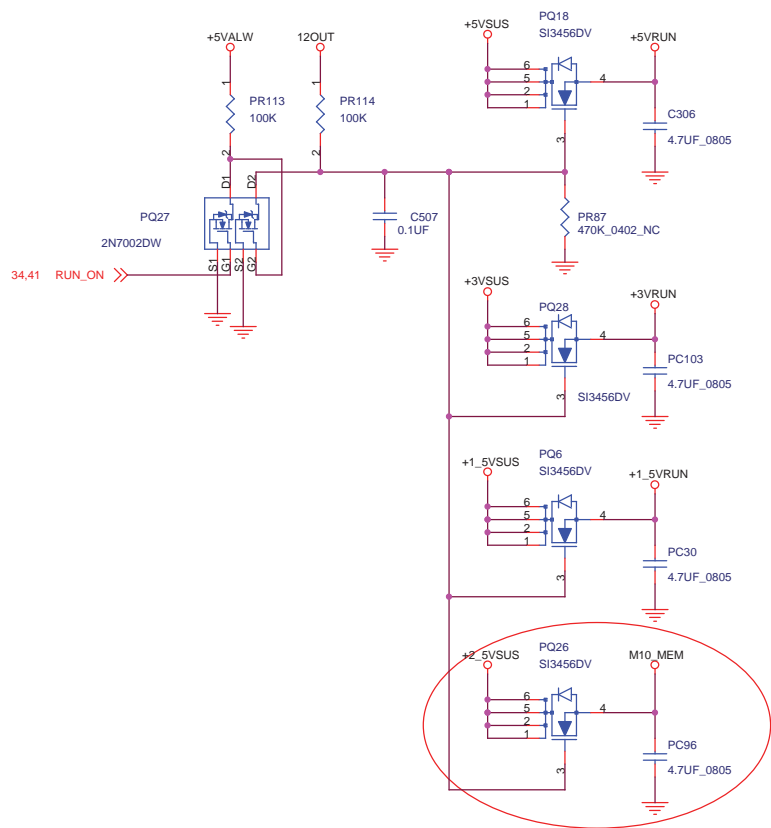 +5VALW
12OUT
1
1
PR113
100K
PR114
100K
2
2
D1
D2
PQ27
2N7002DW
S1
G1
S2
G2
34,41 RUN_ON
C507
0.1UF
+5VSUS
PQ18
SI3456DV
+5VRUN
6
5
2
1
4
3
C306
4.7UF_0805
PR87
470K_0402_NC
+3VSUS
PQ28
+3VRUN
6
5
2
1
4
3
SI3456DV
PC103
4.7UF_0805
+1_5VSUS
PQ6
SI3456DV
+1_5VRUN
6
5
2
1
4
3
PC30
4.7UF_0805
+2_5VSUS
PQ26
SI3456DV
M10_MEM
6
5
2
1
4
3
PC96
4.7UF_0805